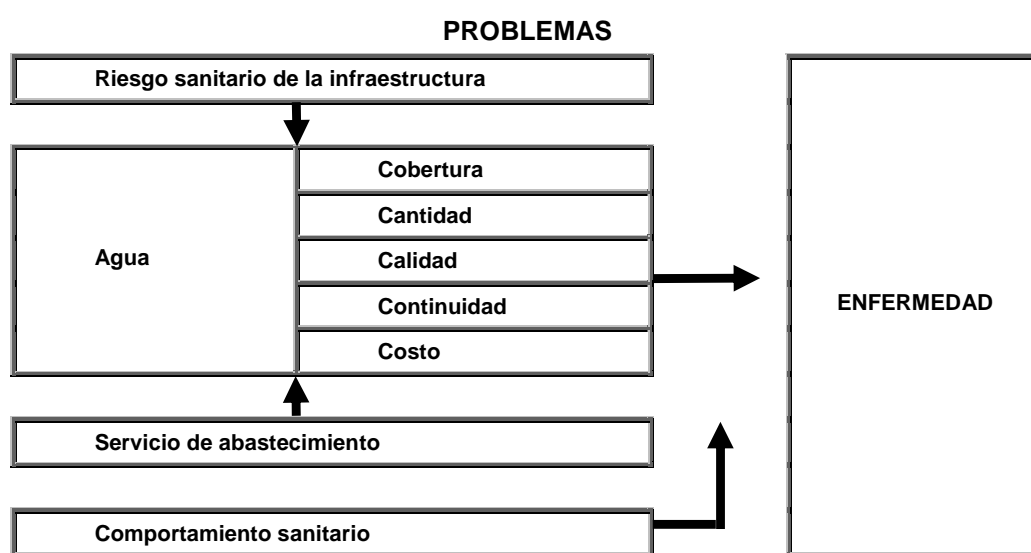 PROBLEMAS
Riesgo sanitario de la infraestructura
Agua
Cobertura
Cantidad
Calidad
Continuidad
Costo
ENFERMEDAD
Servicio de abastecimiento
Comportamiento sanitario